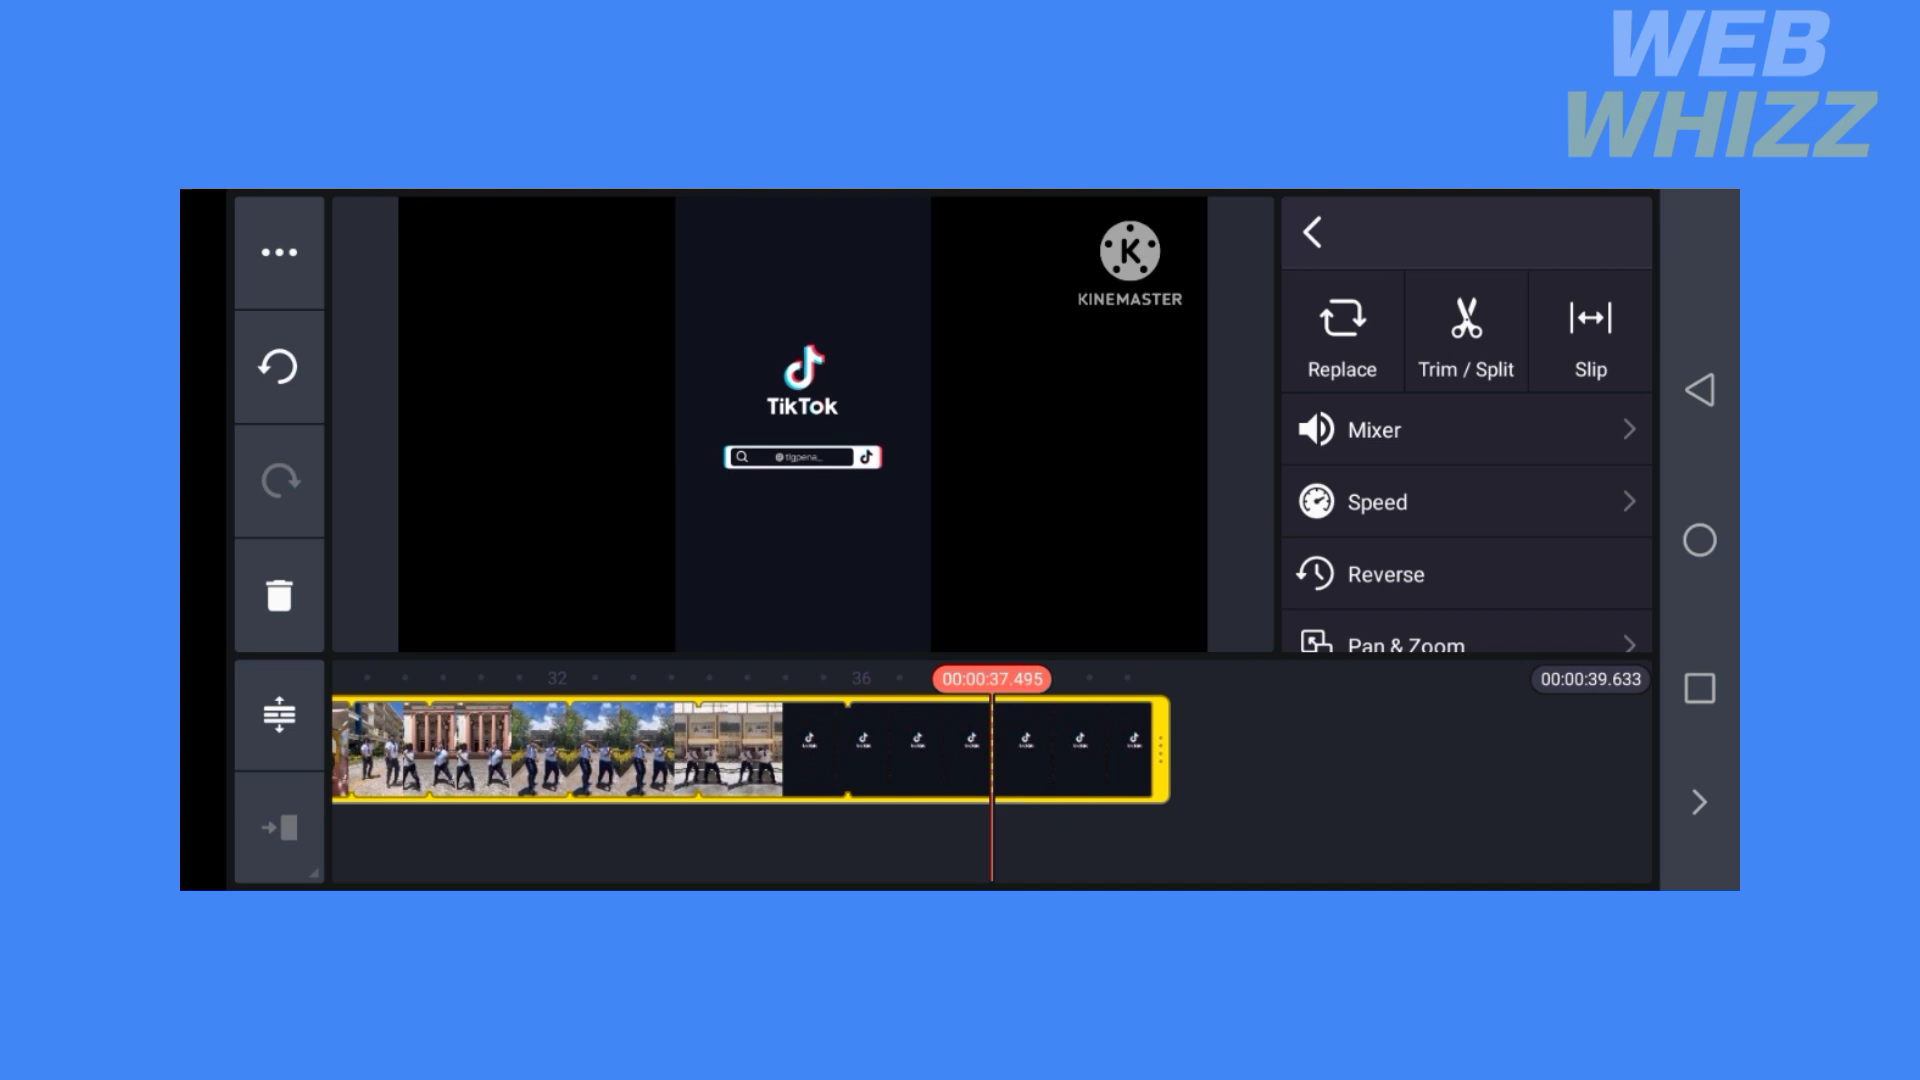 WEB
WHIZZ
KINEMASTER
TikTok
@tigpena_
Replace
Trim / Split
Slip
Mixer
Speed
Reverse
Pan & Zoom
32
36
00:00:37.495
00:00:39.633